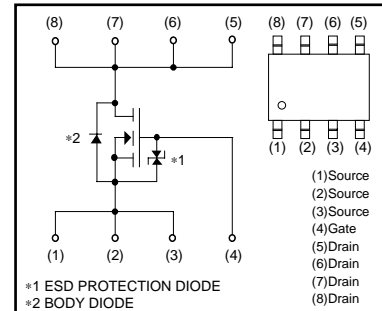 (8) (7) (6) (5)
(8) (7) (6) (5)
*2
*1
(1) (2) (3) (4)
(1) (2) (3) (4)
(1)Source
(2)Source
(3)Source
(4)Gate
(5)Drain
(6)Drain
(7)Drain
(8)Drain
*1 ESD PROTECTION DIODE
*2 BODY DIODE